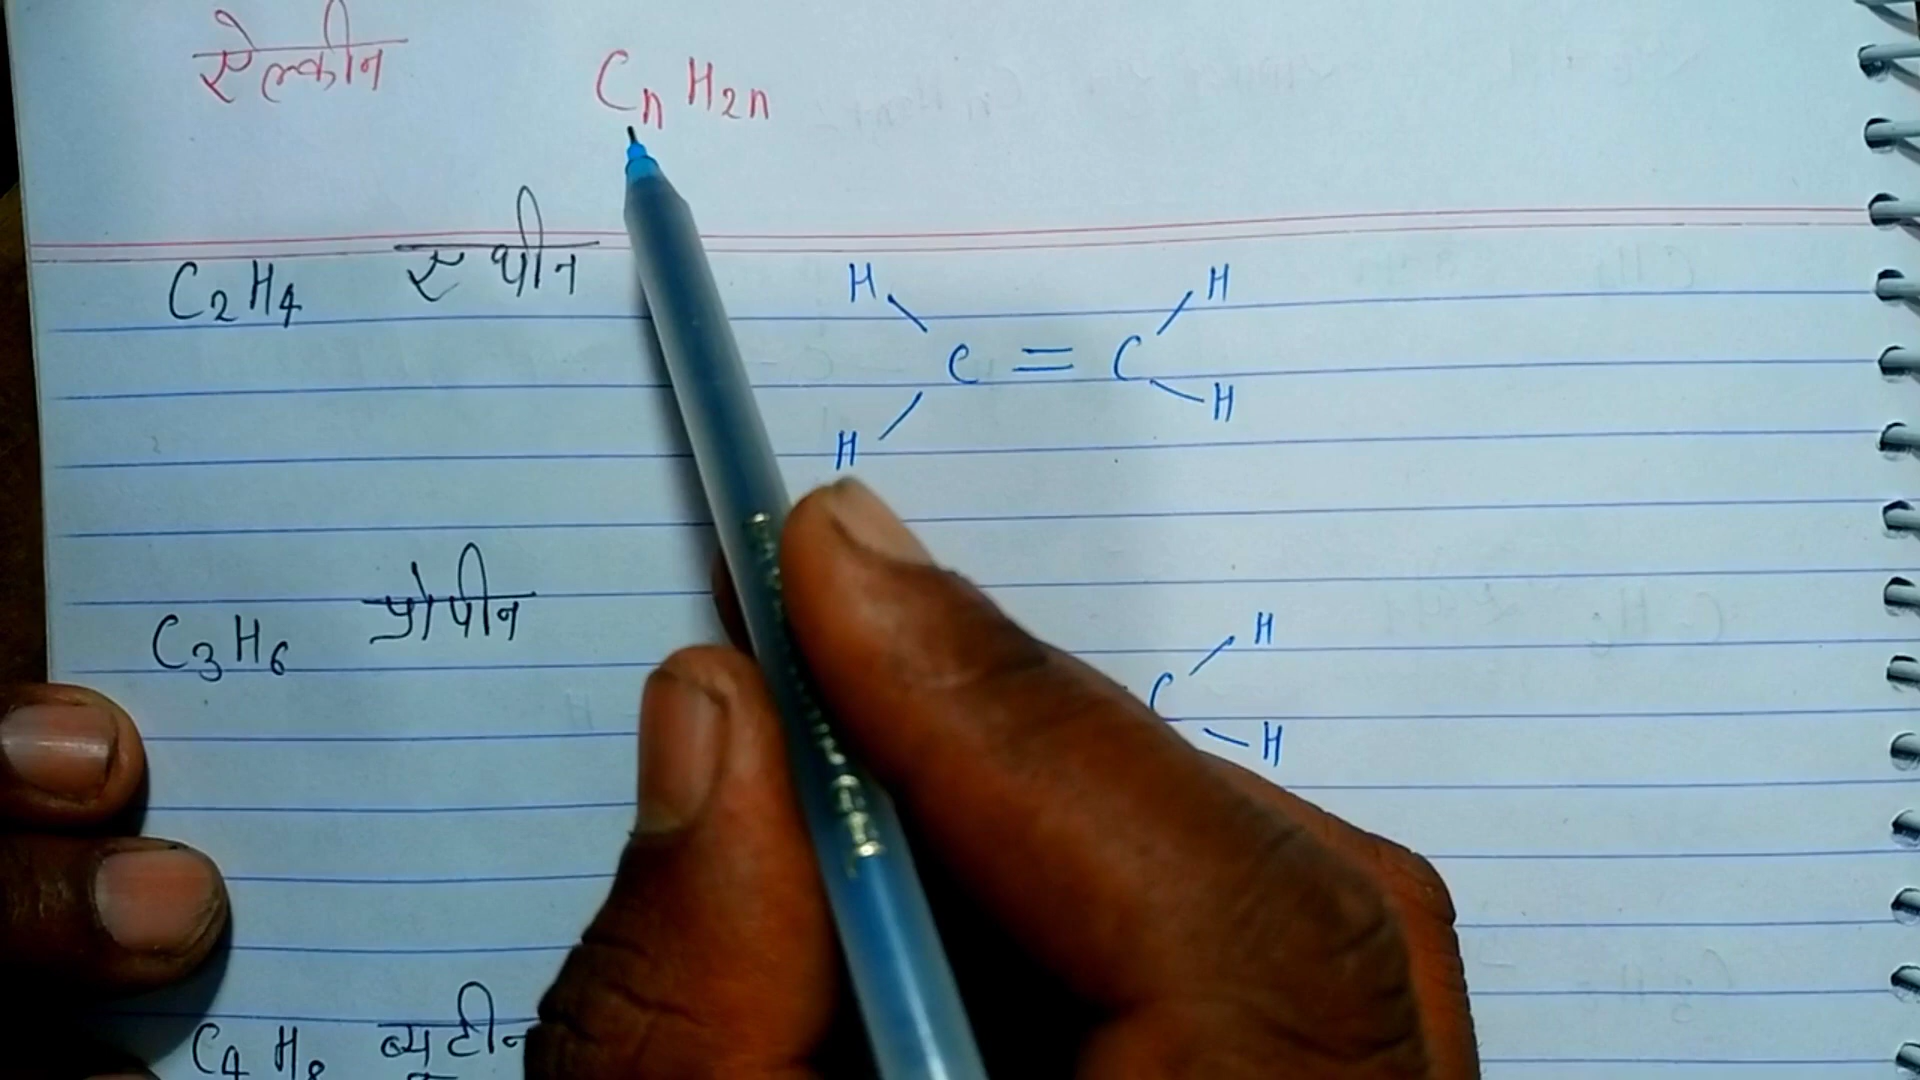 ऐल्कीन CnH2n
C2H4 एथीन
H H
C = C
H
H
C3H6 प्रोपीन
H
C
H
C4H8 ब्यूटीन